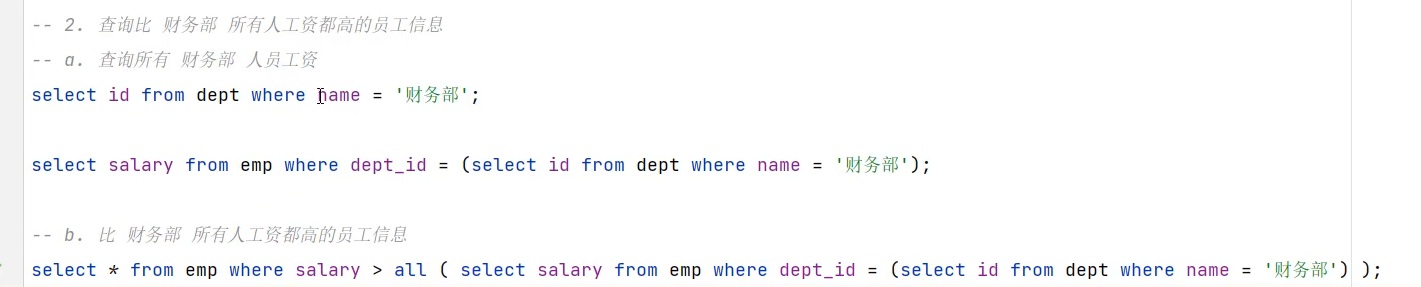 -- 2. 查询比 财务部 所有人工资都高的员工信息
-- a. 查询所有 财务部 人员工资
select id from dept where name = '财务部';
select salary from emp where dept_id = (select id from dept where name = '财务部');
-- b. 比 财务部 所有人工资都高的员工信息
select * from emp where salary > all ( select salary from emp where dept_id = (select id from dept where name = '财务部') );